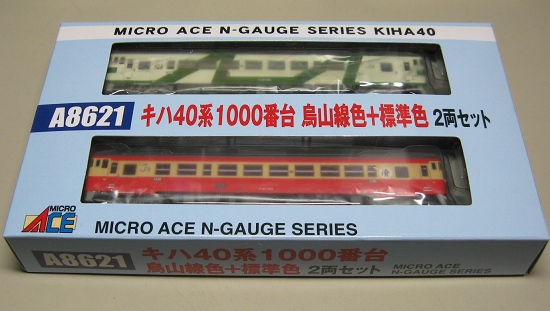 MICRO ACE N-GAUGE SERIES KIHA40
A8621 キハ40系1000番台 烏山線色+標準色 2両セット
MICRO ACE
MICRO ACE N-GAUGE SERIES
A8621
キハ40系1000番台
烏山線色+標準色 2両セット
MICRO ACE
N-GAUGE SERIES